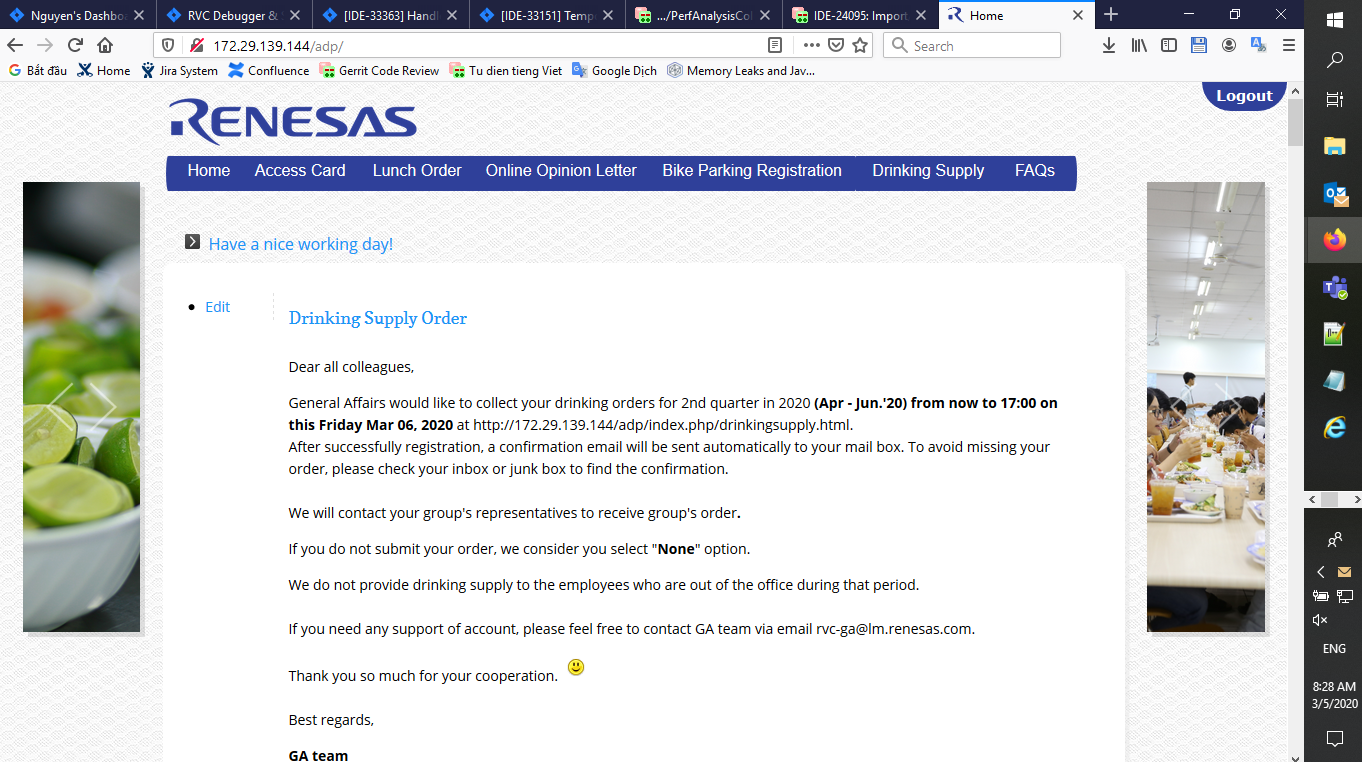 Nguyen's Dashboa
RVC Debugger &
[IDE-33363] Handl
[IDE-33151] Tempo
.../PerfAnalysisCol
IDE-24095: Import
Home
172.29.139.144/adp/
Search
Bắt đầu
Home
Jira System
Confluence
Gerrit Code Review
Tu dien tieng Viet
Google Dịch
Memory Leaks and Jav...
Logout
RENESAS
Home
Access Card
Lunch Order
Online Opinion Letter
Bike Parking Registration
Drinking Supply
FAQs
Have a nice working day!
Edit
Drinking Supply Order
Dear all colleagues,
General Affairs would like to collect your drinking orders for 2nd quarter in 2020 (Apr - Jun.'20) from now to 17:00 on
this Friday Mar 06, 2020 at http://172.29.139.144/adp/index.php/drinkingsupply.html.
After successfully registration, a confirmation email will be sent automatically to your mail box. To avoid missing your
order, please check your inbox or junk box to find the confirmation.
We will contact your group's representatives to receive group's order.
If you do not submit your order, we consider you select "None" option.
We do not provide drinking supply to the employees who are out of the office during that period.
If you need any support of account, please feel free to contact GA team via email rvc-ga@lm.renesas.com.
Thank you so much for your cooperation.
Best regards,
GA team
ENG
8:28 AM
3/5/2020